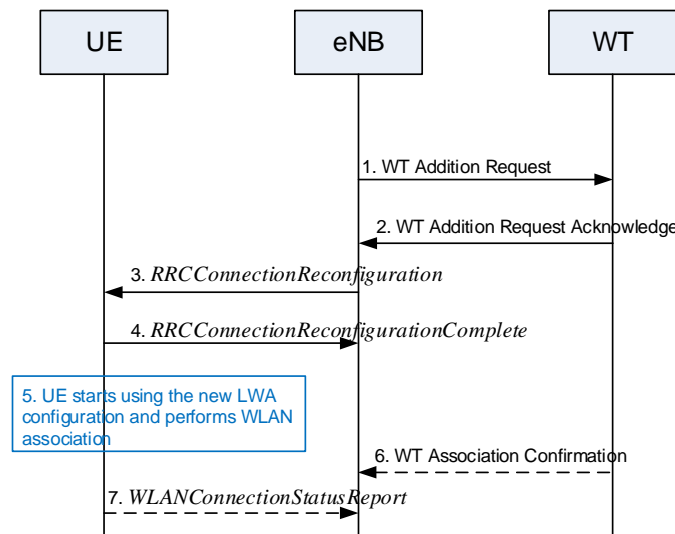 UE
eNB
WT
1. WT Addition Request
2. WT Addition Request Acknowledge
3. RRCConnectionReconfiguration
4. RRCConnectionReconfigurationComplete
5. UE starts using the new LWA
configuration and performs WLAN
association
6. WT Association Confirmation
7. WLANConnectionStatusReport